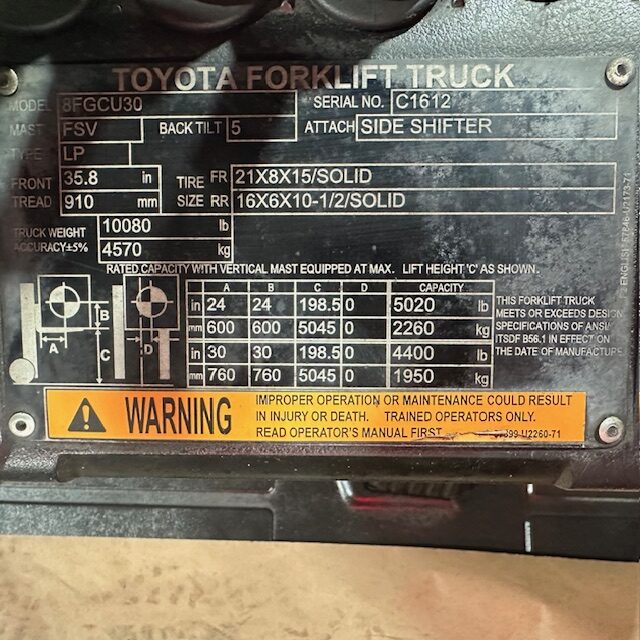 TOYOTA FORKLIFT TRUCK
MODEL 8FGCU30 SERIAL NO. C1612
MAST FSV BACK TILT 5 ATTACH SIDE SHIFTER
TYPE LP
FRONT TREAD 35.8 in TIRE SIZE FR 21X8X15/SOLID
910 mm RR 16X6X10-1/2/SOLID
TRUCK WEIGHT 10080 lb
ACCURACY±5% 4570 kg
RATED CAPACITY WITH VERTICAL MAST EQUIPPED AT MAX. LIFT HEIGHT 'C' AS SHOWN.
A B C D CAPACITY
in 24 24 198.5 0 5020 lb
mm 600 600 5045 0 2260 kg
in 30 30 198.5 0 4400 lb
mm 760 760 5045 0 1950 kg
A B C D
THIS FORKLIFT TRUCK
MEETS OR EXCEEDS DESIGN
SPECIFICATIONS OF ANSI/
ITSDF B56.1 IN EFFECT ON
THE DATE OF MANUFACTURE
ENGLISH 57846-U2173-71
WARNING
IMPROPER OPERATION OR MAINTENANCE COULD RESULT
IN INJURY OR DEATH. TRAINED OPERATORS ONLY.
READ OPERATOR'S MANUAL FIRST.
U2260-71